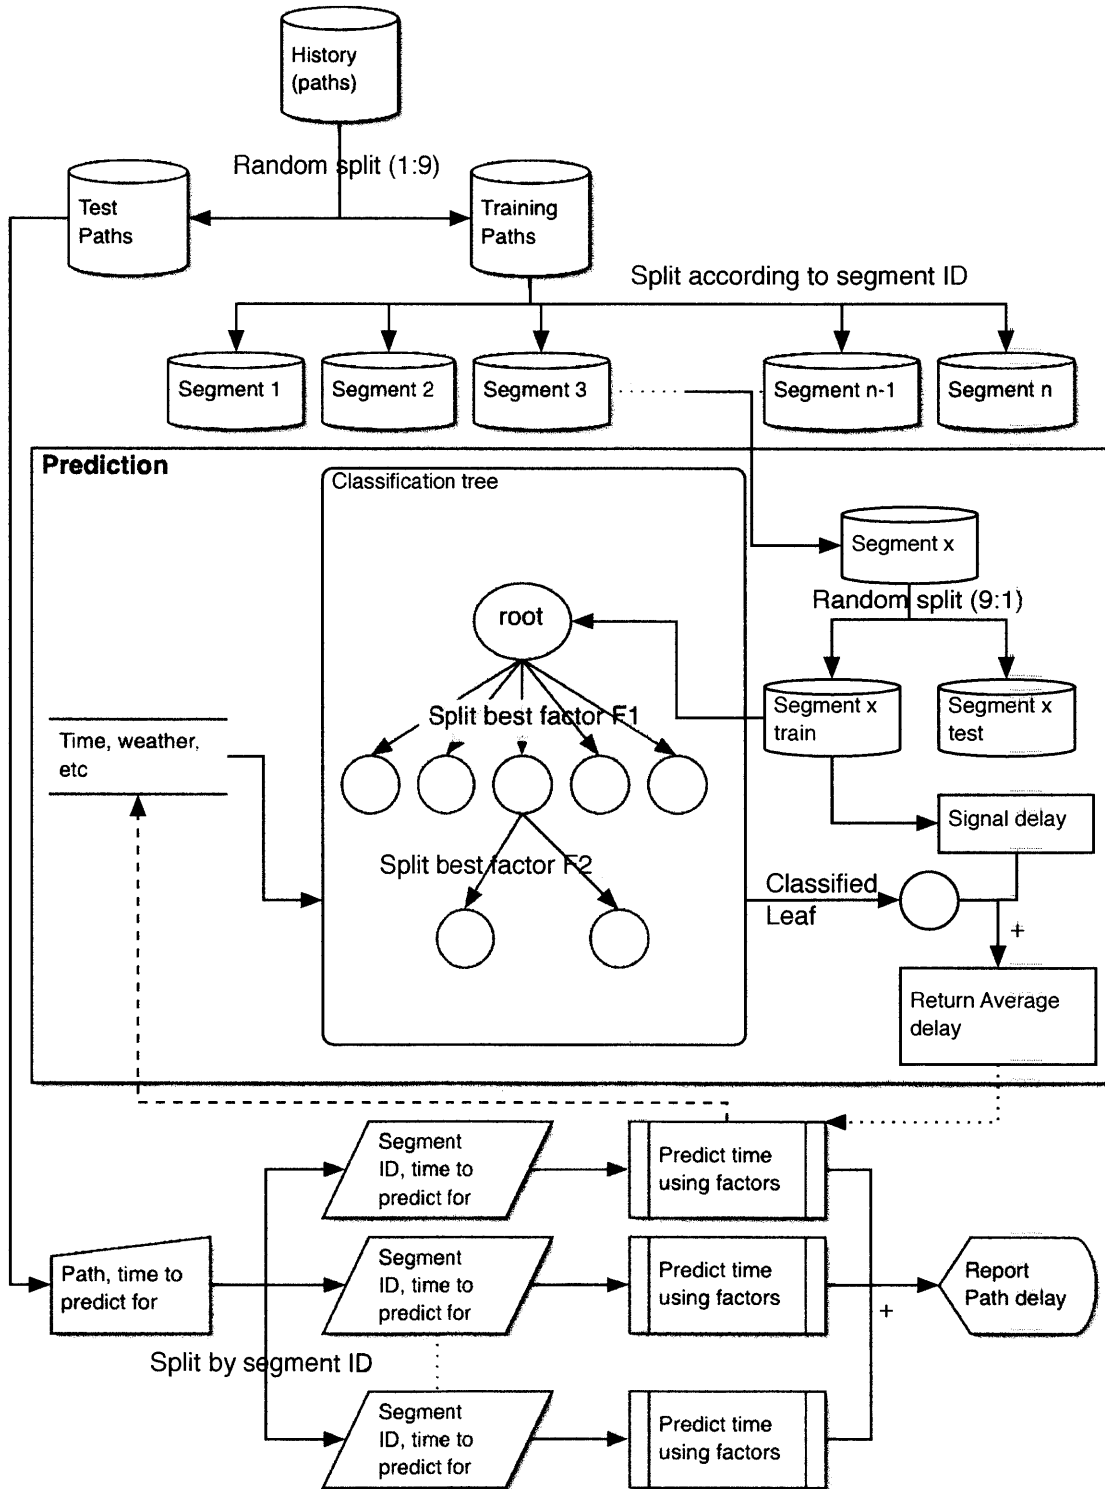 History
(paths)
Random split (1:9)
Test
Paths
Training
Paths
Split according to segment ID
Segment 1
Segment 2
Segment 3
Segment n-1
Segment n
Prediction
Classification tree
Segment x
Random split (9:1)
root
Split best factor F1
Segment x
train
Segment x
test
Time, weather,
etc
Signal delay
Split best factor F2
Classified
Leaf
+
Return Average
delay
Segment
ID, time to
predict for
Predict time
using factors
Path, time to
predict for
Segment
ID, time to
predict for
Predict time
using factors
+
Report
Path delay
Split by segment ID
Segment
ID, time to
predict for
Predict time
using factors